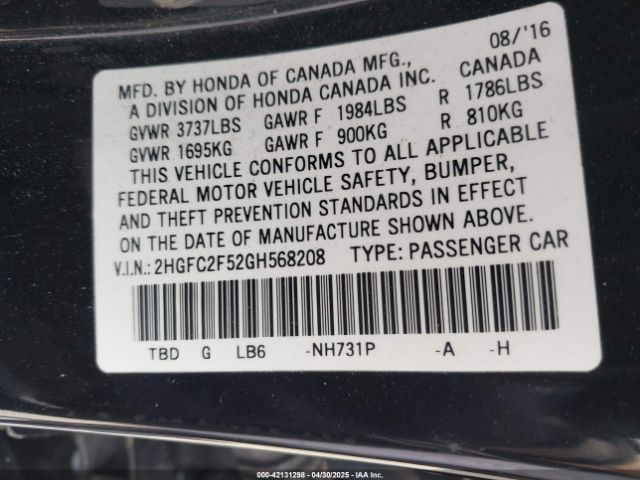 MFD. BY HONDA OF CANADA MFG., 08/'16
A DIVISION OF HONDA CANADA INC. CANADA
GVWR 3737LBS GAWR F 1984LBS R 1786LBS
GVWR 1695KG GAWR F 900KG R 810KG
THIS VEHICLE CONFORMS TO ALL APPLICABLE
FEDERAL MOTOR VEHICLE SAFETY, BUMPER,
AND THEFT PREVENTION STANDARDS IN EFFECT
ON THE DATE OF MANUFACTURE SHOWN ABOVE.
V.I.N.: 2HGFC2F52GH568208 TYPE: PASSENGER CAR
TBD G LB6 -NH731P -A -H
000-42131298 - 04/30/2025 - IAA Inc.